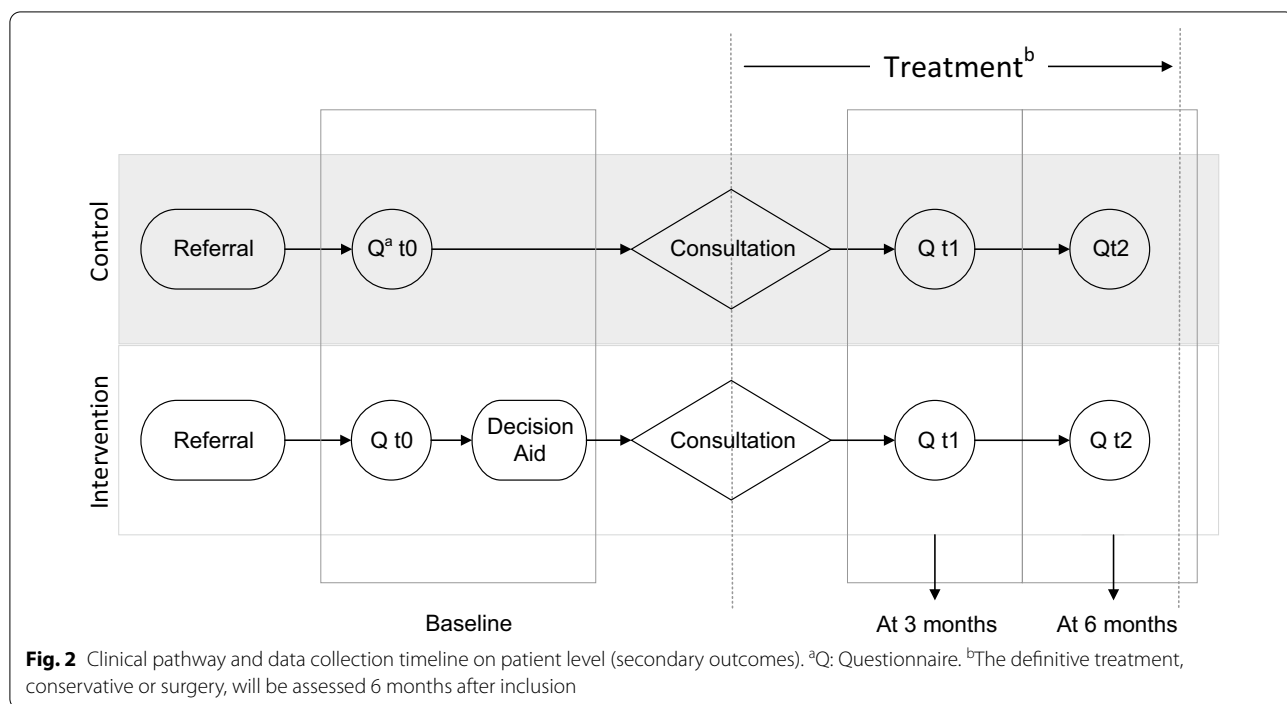 Treatmentb
Control
Referral
Qa t0
Consultation
Q t1
Qt2
Intervention
Referral
Q t0
Decision
Aid
Consultation
Q t1
Q t2
Baseline
At 3 months
At 6 months
Fig. 2 Clinical pathway and data collection timeline on patient level (secondary outcomes). aQ: Questionnaire. bThe definitive treatment,
conservative or surgery, will be assessed 6 months after inclusion